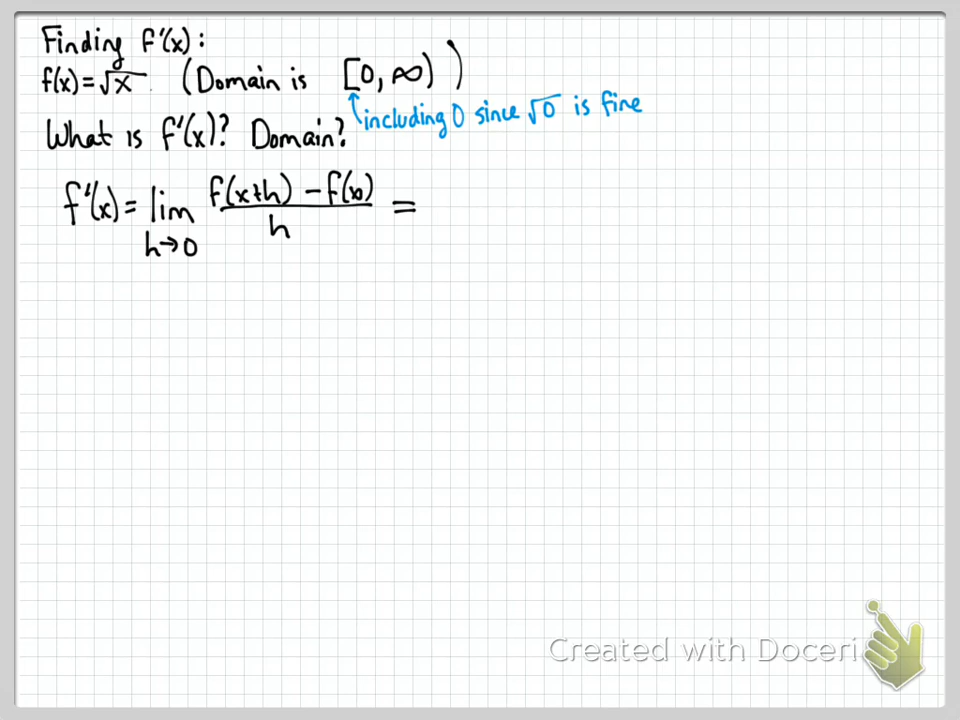 Finding f'(x):
f(x)=√x (Domain is [0, ∞))
including 0 since √0 is fine
What is f'(x)? Domain?
f'(x) = lim h→0 f(x+h) - f(x) / h =
Created with Doceri